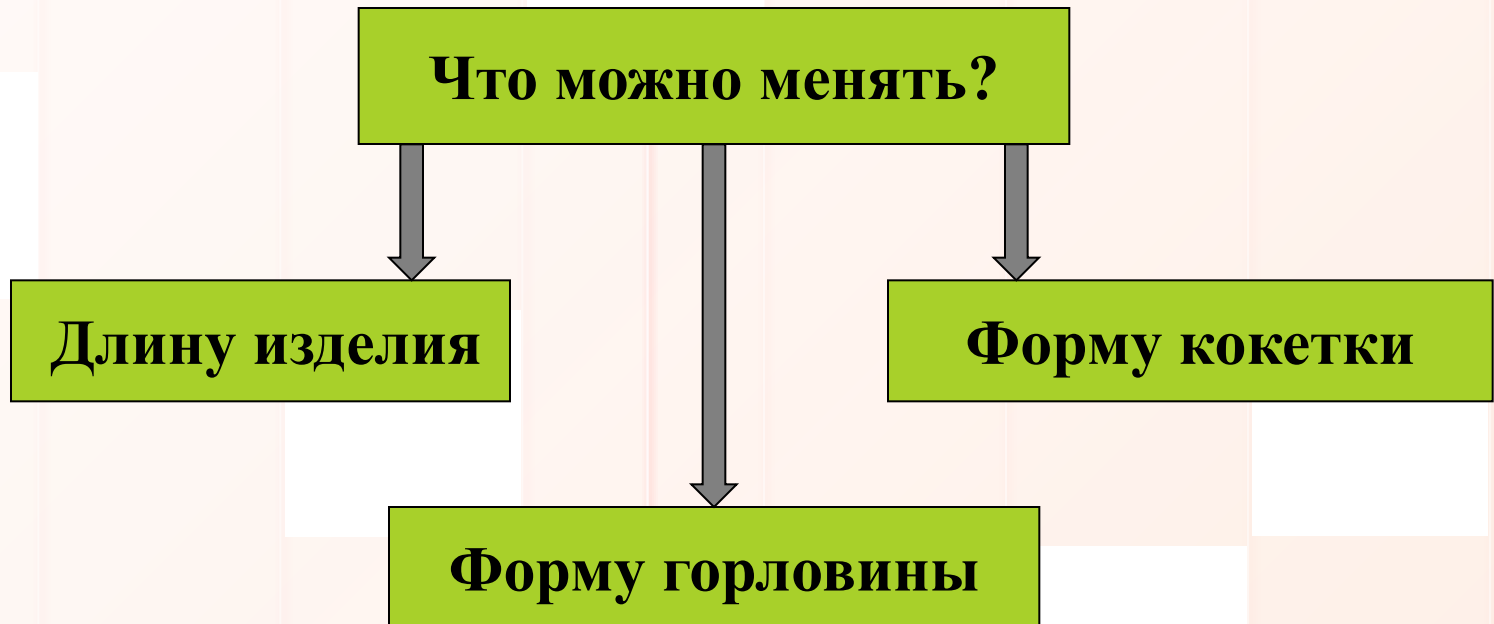 Что можно менять?
Длину изделия
Форму кокетки
Форму горловины